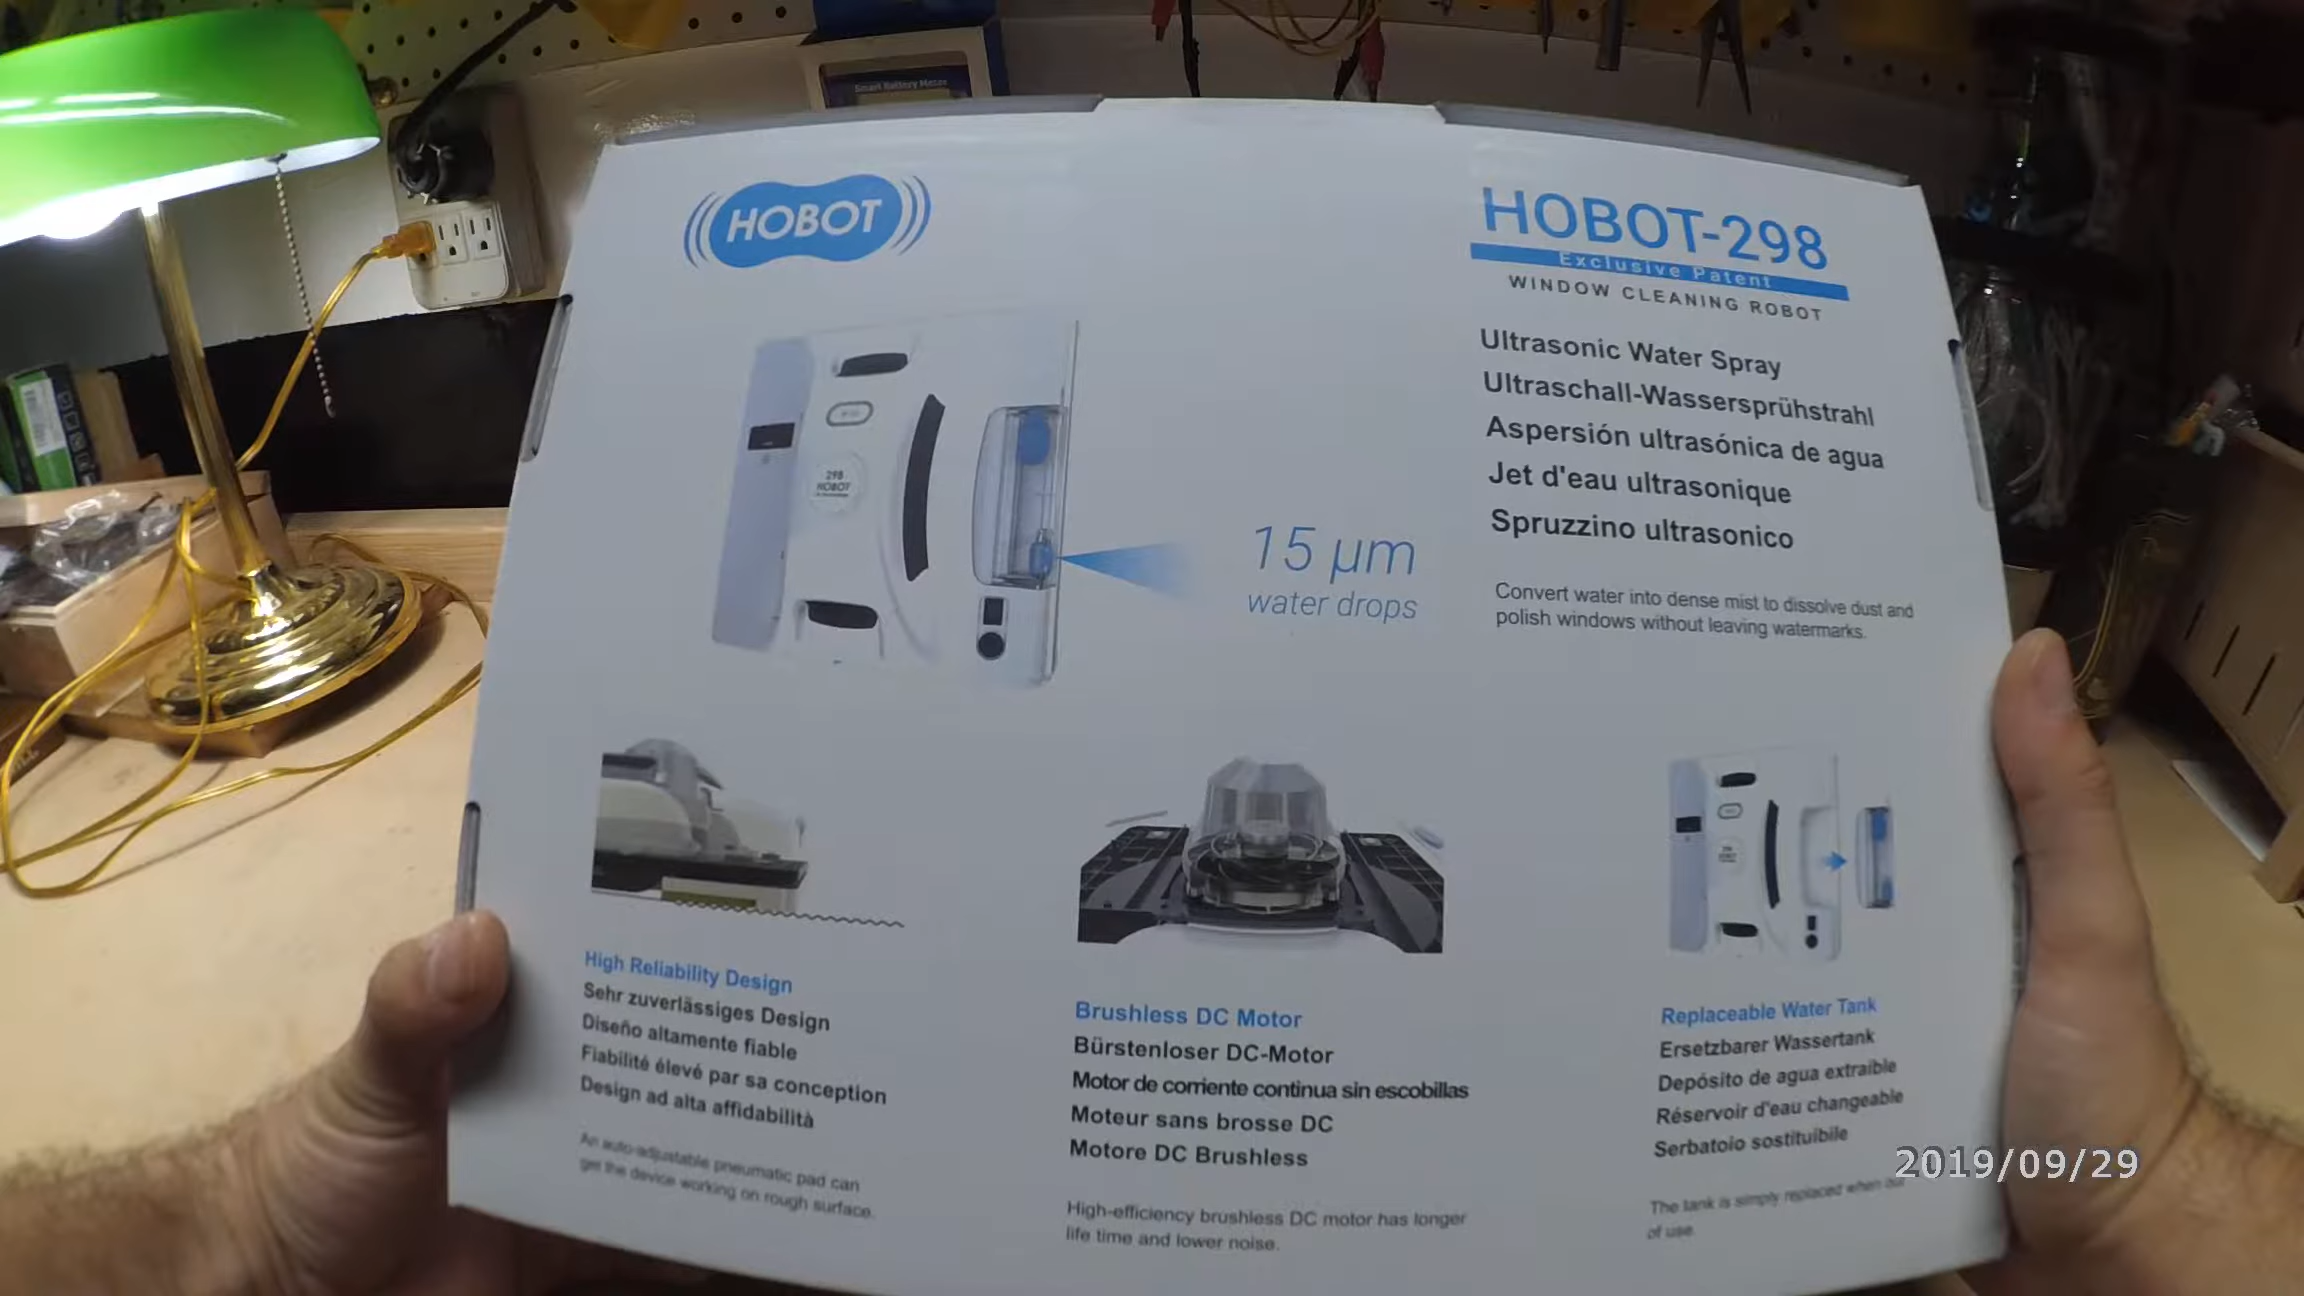 Smart Battery Meter
HOBOT
HOBOT-298
Exclusive Patent
WINDOW CLEANING ROBOT
Ultrasonic Water Spray
Ultraschall-Wassersprühstrahl
Aspersión ultrasónica de agua
Jet d'eau ultrasonique
Spruzzino ultrasonico
Convert water into dense mist to dissolve dust and
polish windows without leaving watermarks.
298
HOBOT
15 μm
water drops
High Reliability Design
Sehr zuverlässiges Design
Diseño altamente fiable
Fiabilité élevé par sa conception
Design ad alta affidabilità
An auto-adjustable pneumatic pad can
get the device working on rough surface.
Brushless DC Motor
Bürstenloser DC-Motor
Motor de corriente continua sin escobillas
Moteur sans brosse DC
Motore DC Brushless
High-efficiency brushless DC motor has longer
life time and lower noise.
Replaceable Water Tank
Ersetzbarer Wassertank
Depósito de agua extraíble
Réservoir d'eau changeable
Serbatoio sostituibile
The tank is simply replaced when out
of use.
2019/09/29